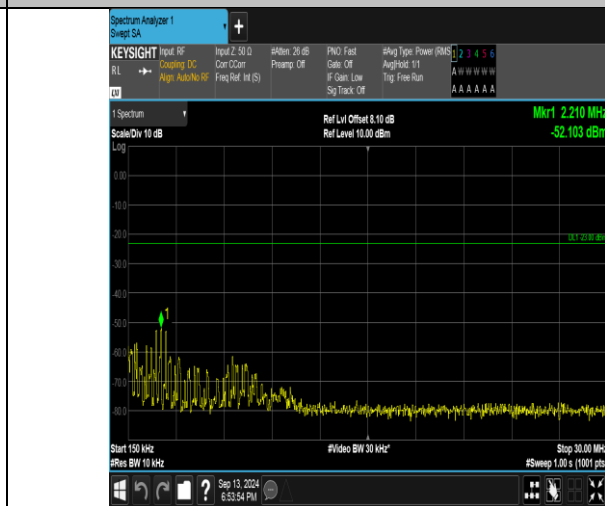 Spectrum Analyzer 1
Swept SA
+
KEYSIGHT Input: RF Input Z: 50 Ω #Atten: 26 dB PNO: Fast #Avg Type: Power (RMS 1 2 3 4 5 6
RL Coupling: DC Corr CCorr Preamp: Off Gate: Off Avg|Hold: 1/1 A W W W W W
Align: Auto/No RF Freq Ref: Int (S) IF Gain: Low Trig: Free Run
LXI Sig Track: Off A A A A A A
1 Spectrum Ref Lvl Offset 8.10 dB Mkr1 2.210 MHz
Scale/Div 10 dB Ref Level 10.00 dBm -52.103 dBm
Log
0.00
-10.0
-20.0 DL1 -23.00 dBm
-30.0
-40.0
1
-50.0
-60.0
-70.0
-80.0
Start 150 kHz #Video BW 30 kHz* Stop 30.00 MHz
#Res BW 10 kHz #Sweep 1.00 s (1001 pts
? Sep 13, 2024
6:53:54 PM